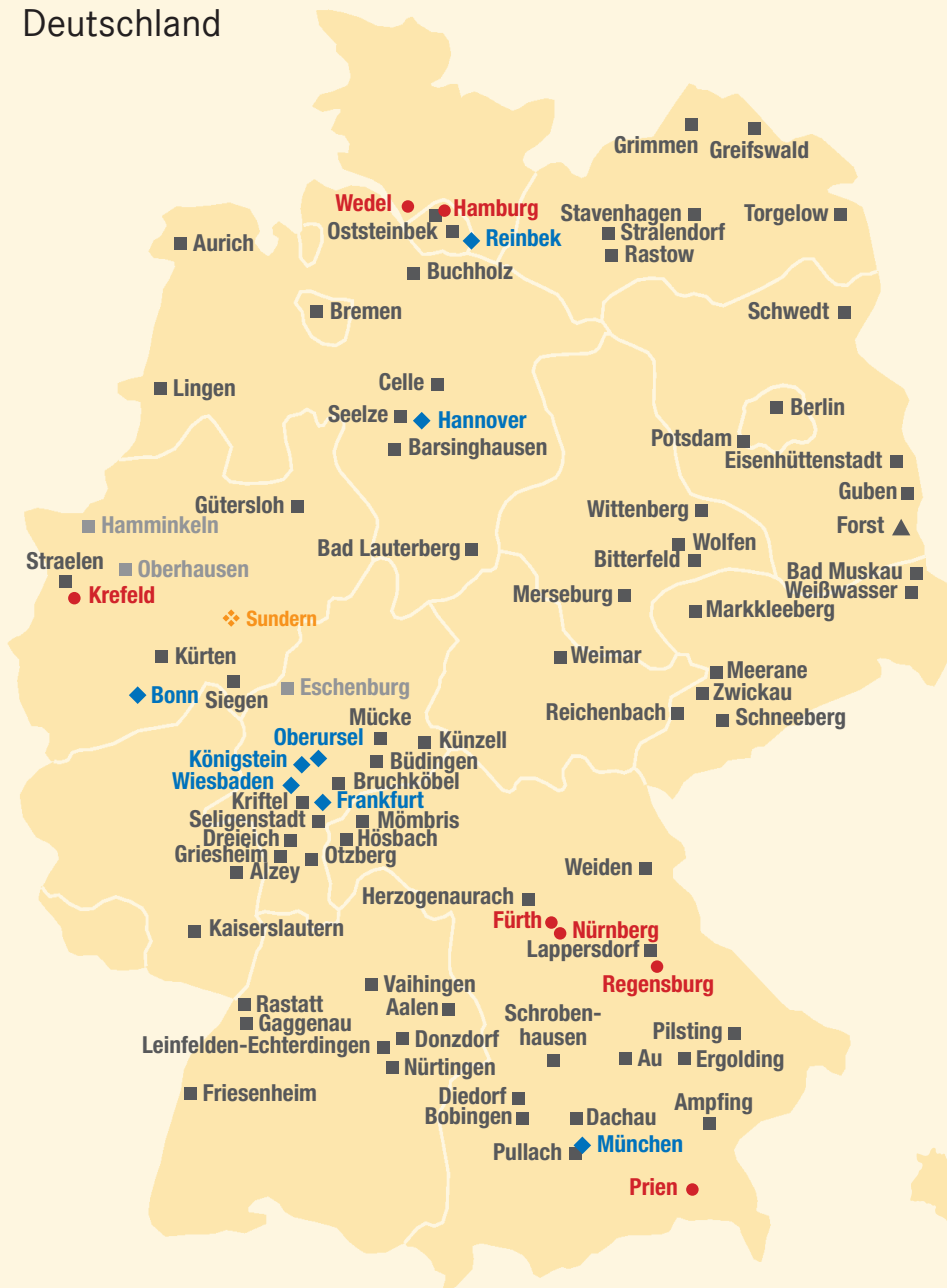 Deutschland
Grimmen
Greifswald
Wedel
Hamburg
Stavenhagen
Torgelow
Oststeinbek
Reinbek
Stralendorf
Aurich
Rastow
Buchholz
Bremen
Schwedt
Celle
Lingen
Seelze
Hannover
Berlin
Barsinghausen
Potsdam
Eisenhüttenstadt
Guben
Gütersloh
Wittenberg
Hamminkeln
Forst
Wolfen
Bad Lauterberg
Bitterfeld
Straelen
Oberhausen
Bad Muskau
Weißwasser
Krefeld
Merseburg
Markkleeberg
Sundern
Kürten
Weimar
Meerane
Eschenburg
Bonn
Siegen
Zwickau
Reichenbach
Mücke
Schneeberg
Oberursel
Künzell
Königstein
Büdingen
Wiesbaden
Bruchköbel
Kriftel
Frankfurt
Seligenstadt
Mömbris
Dreieich
Hösbach
Griesheim
Otzberg
Alzey
Weiden
Herzogenaurach
Fürth
Kaiserslautern
Nürnberg
Lappersdorf
Vaihingen
Regensburg
Rastatt
Aalen
Schroben-
hausen
Gaggenau
Pilsting
Leinfelden-Echterdingen
Donzdorf
Au
Ergolding
Nürtingen
Friesenheim
Diedorf
Ampfing
Bobingen
Dachau
München
Pullach
Prien